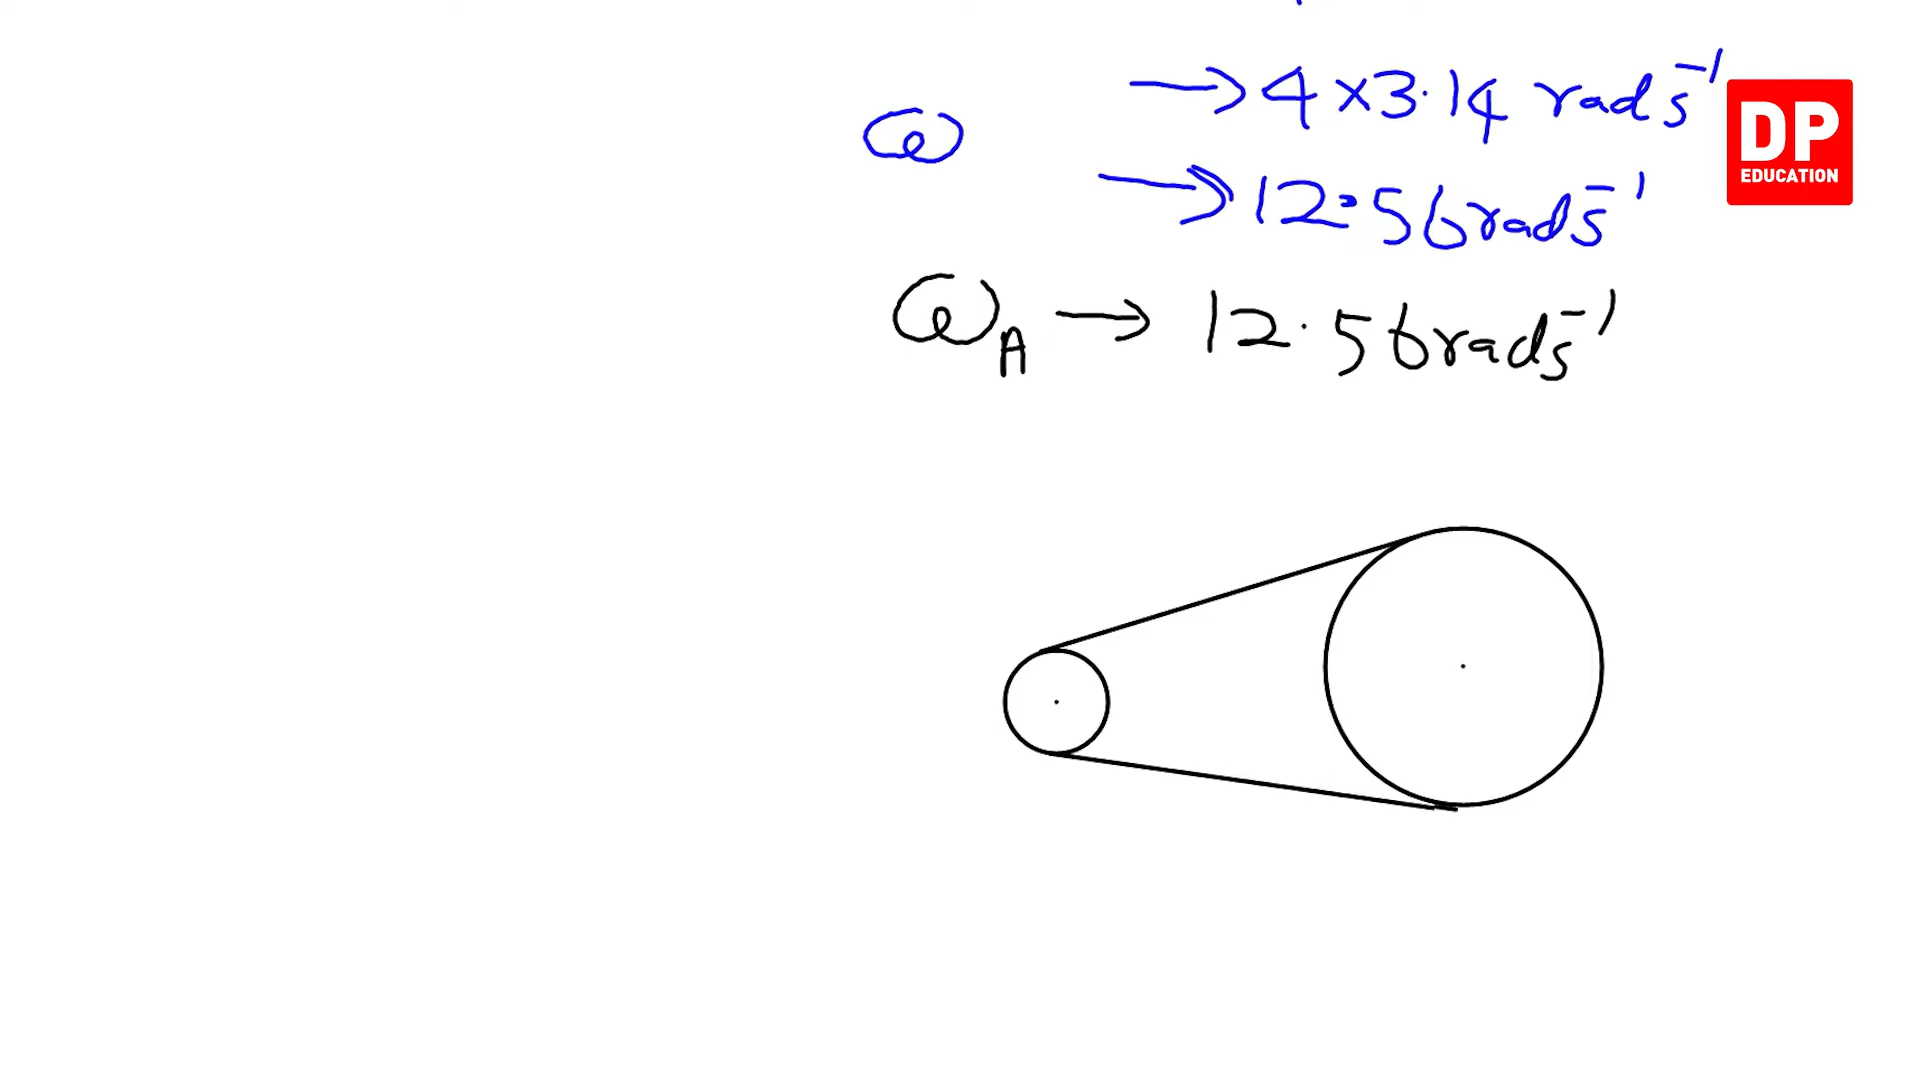 → 4 × 3.14 rad s⁻¹
ω
→ 12.56 rad s⁻¹
ω_A → 12.56 rad s⁻¹
DP
EDUCATION